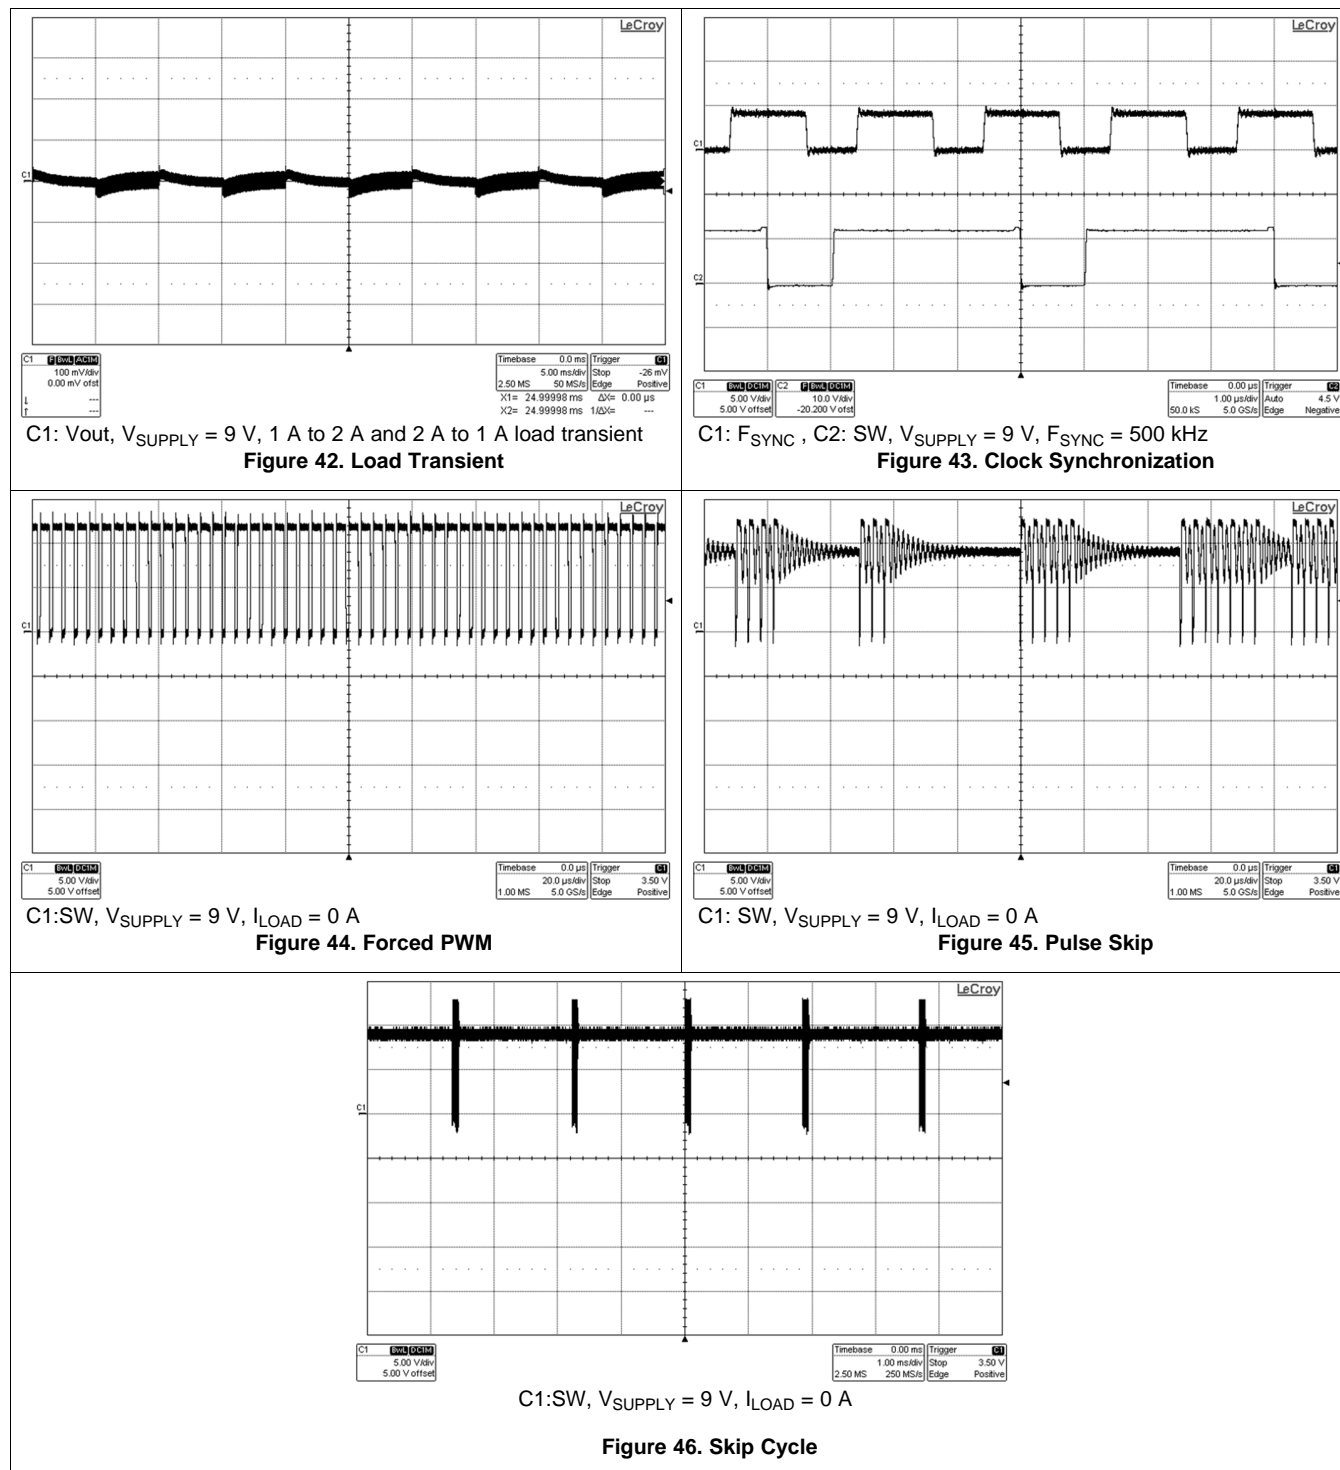 LeCroy
C1
C1 F BwL AC1M
100 mV/div
0.00 mV ofst
---
---
Timebase 0.0 ms
5.00 ms/div
2.50 MS 50 MS/s
Trigger C1
Stop -26 mV
Edge Positive
X1= 24.99998 ms ΔX= 0.00 µs
X2= 24.99998 ms 1/ΔX= ---
C1: Vout, VSUPPLY = 9 V, 1 A to 2 A and 2 A to 1 A load transient
Figure 42. Load Transient
LeCroy
C1
C2
C1 BwL DC1M
5.00 V/div
5.00 V offset
C2 F BwL DC1M
10.0 V/div
-20.200 V ofst
Timebase 0.00 µs
1.00 µs/div
50.0 kS 5.0 GS/s
Trigger C2
Auto 4.5 V
Edge Negative
C1: FSYNC , C2: SW, VSUPPLY = 9 V, FSYNC = 500 kHz
Figure 43. Clock Synchronization
LeCroy
C1
C1 BwL DC1M
5.00 V/div
5.00 V offset
Timebase 0.0 µs
20.0 µs/div
1.00 MS 5.0 GS/s
Trigger C1
Stop 3.50 V
Edge Positive
C1:SW, VSUPPLY = 9 V, ILOAD = 0 A
Figure 44. Forced PWM
LeCroy
C1
C1 BwL DC1M
5.00 V/div
5.00 V offset
Timebase 0.0 µs
20.0 µs/div
1.00 MS 5.0 GS/s
Trigger C1
Stop 3.50 V
Edge Positive
C1: SW, VSUPPLY = 9 V, ILOAD = 0 A
Figure 45. Pulse Skip
LeCroy
C1
C1 BwL DC1M
5.00 V/div
5.00 V offset
Timebase 0.00 ms
1.00 ms/div
2.50 MS 250 MS/s
Trigger C1
Stop 3.50 V
Edge Positive
C1:SW, VSUPPLY = 9 V, ILOAD = 0 A
Figure 46. Skip Cycle